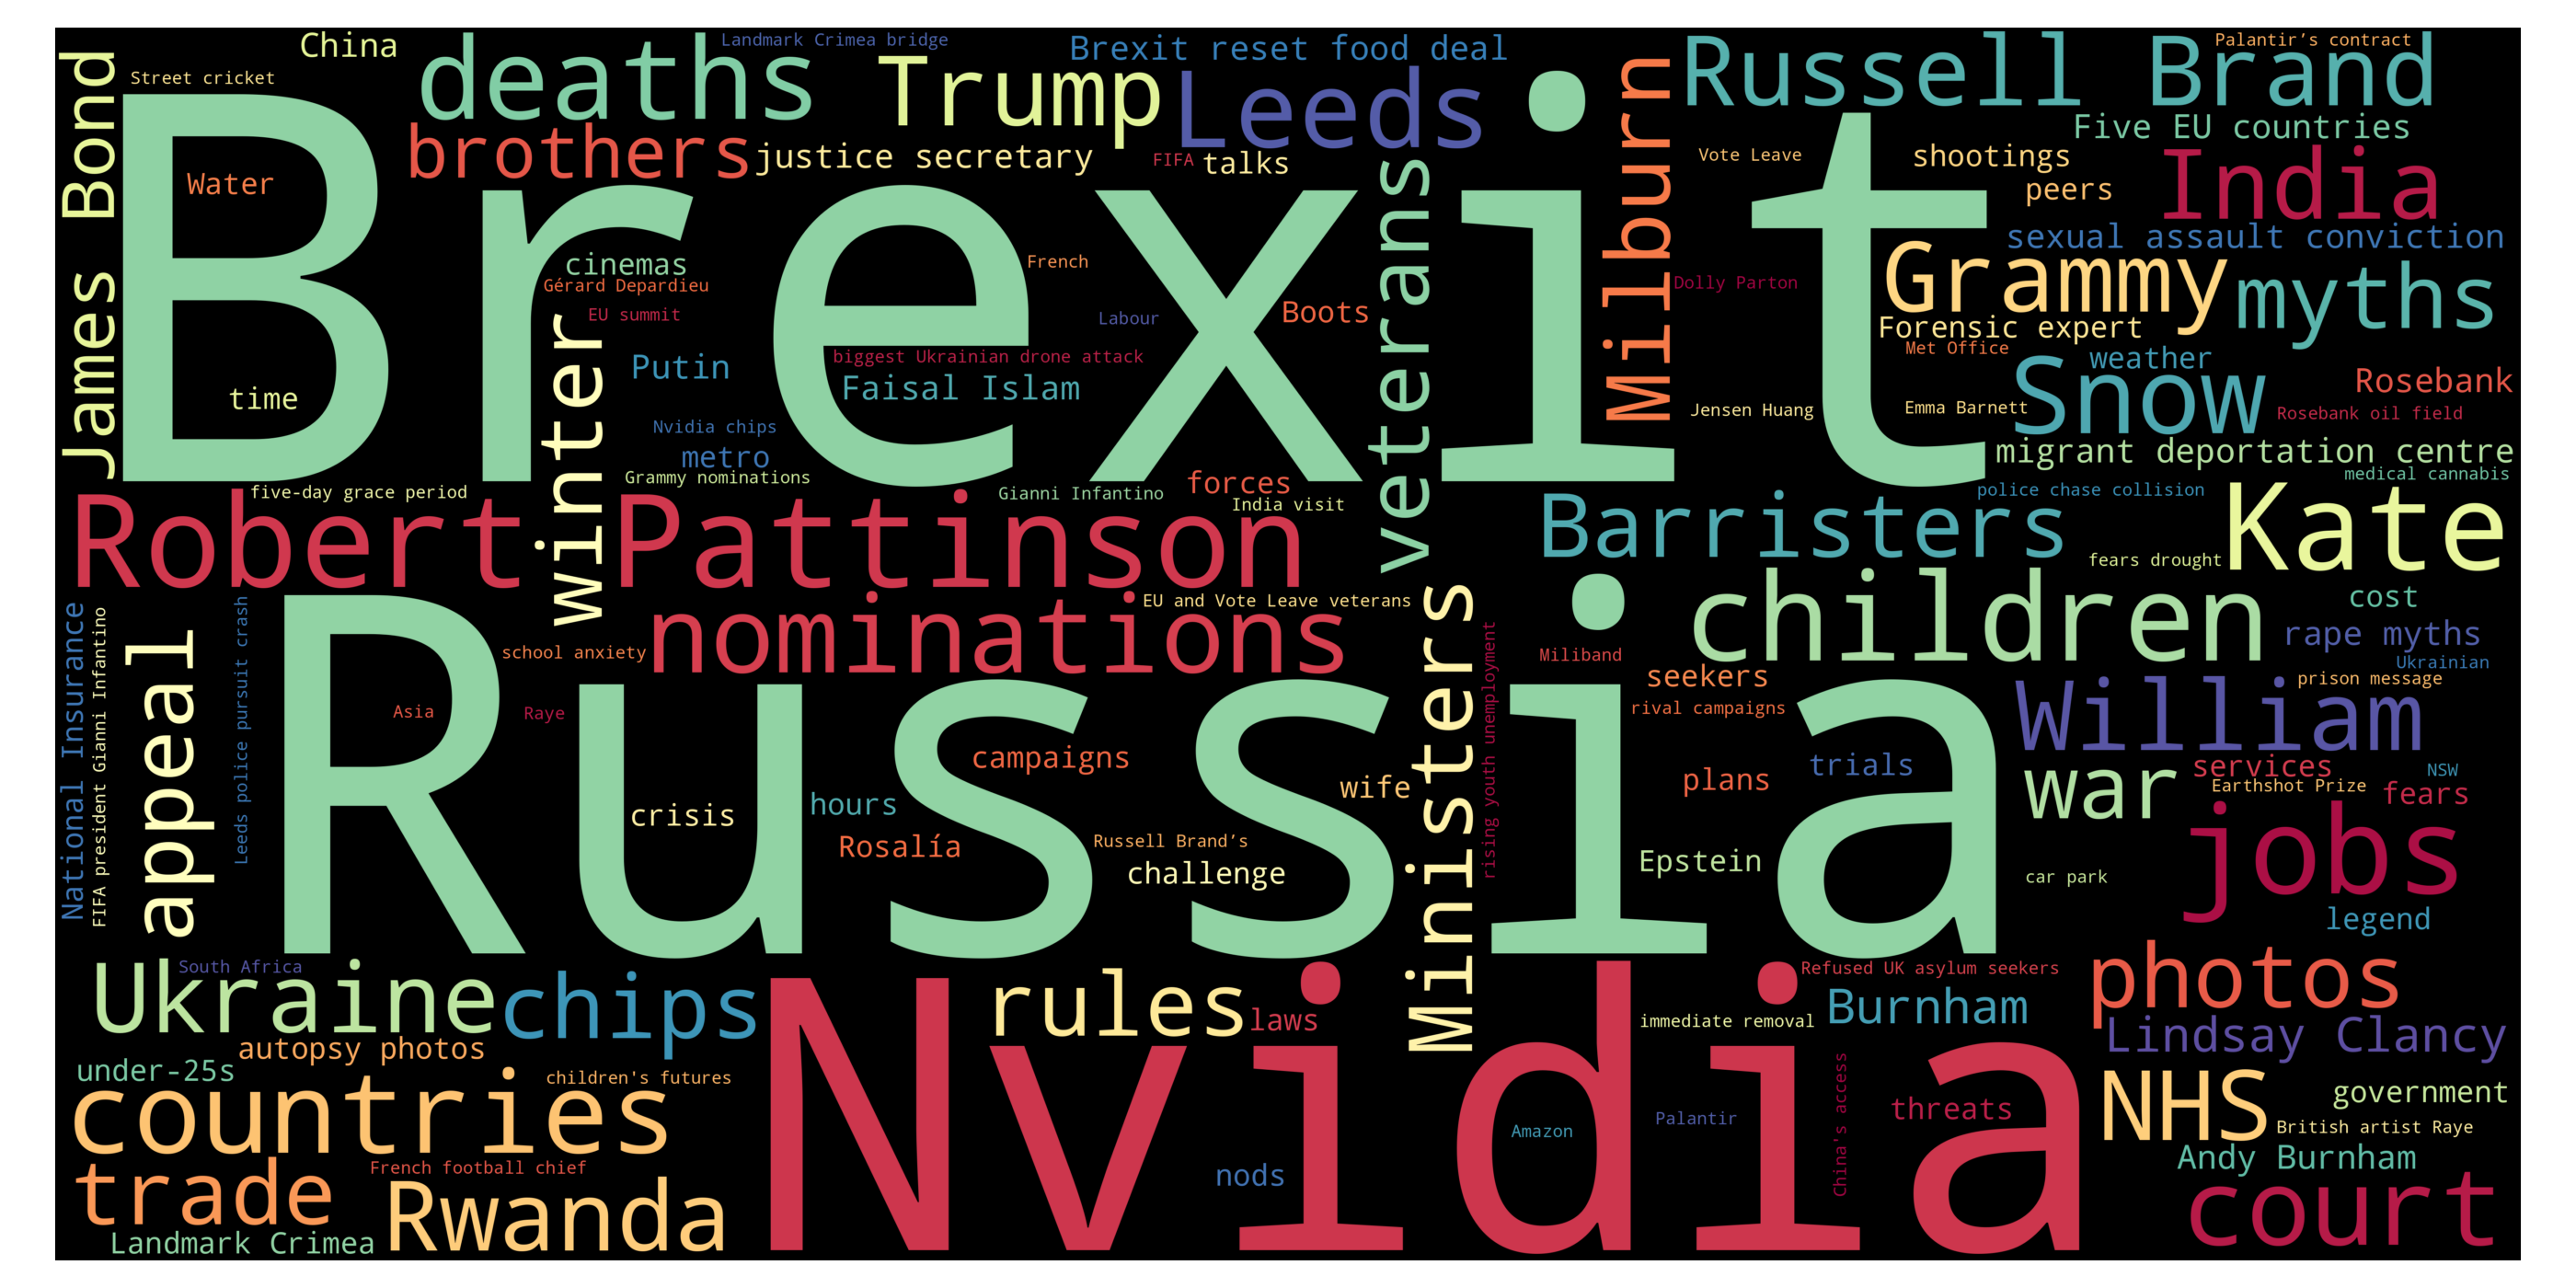 China
deaths
Landmark Crimea bridge
Brexit reset food deal
Palantir’s contract
Street cricket
Trump
Leeds
Russell Brand
James Bond
Brexit
brothers
justice secretary
FIFA
talks
veterans
Milburn
Vote Leave
Five EU countries
shootings
India
Water
peers
sexual assault conviction
cinemas
French
Gérard Depardieu
Dolly Parton
Grammy
myths
EU summit
Labour
Boots
Forensic expert
winter
Putin
biggest Ukrainian drone attack
Met Office
weather
Snow
Rosebank
time
Faisal Islam
Jensen Huang
Emma Barnett
Rosebank oil field
Nvidia chips
metro
migrant deportation centre
Grammy nominations
medical cannabis
five-day grace period
Gianni Infantino
forces
India visit
police chase collision
Robert Pattinson
Barristers
Kate
fears drought
Russia
EU and Vote Leave veterans
Ministers
children
cost
National Insurance
FIFA president Gianni Infantino
appeal
Leeds police pursuit crash
school anxiety
nominations
rising youth unemployment
Miliband
rape myths
Ukrainian
seekers
prison message
Asia
Raye
rival campaigns
William
campaigns
wife
plans
trials
war
services
NSW
Earthshot Prize
fears
crisis
hours
jobs
Rosalía
Russell Brand’s
challenge
Epstein
car park
legend
South Africa
Ukraine
chips
rules
laws
Nvidia
Refused UK asylum seekers
photos
immediate removal
Burnham
Lindsay Clancy
autopsy photos
under-25s
children's futures
countries
China's access
threats
NHS
government
Amazon
Palantir
British artist Raye
trade
French football chief
nods
Andy Burnham
Rwanda
court
Landmark Crimea